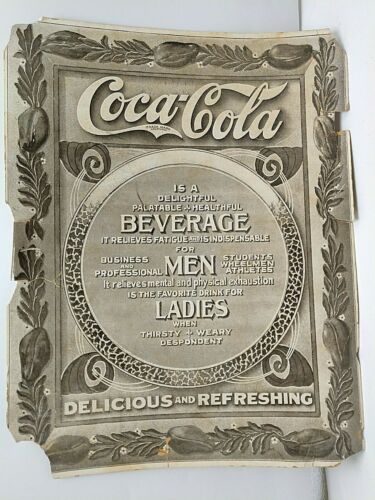 Coca-Cola
IS A
DELIGHTFUL
PALATABLE & HEALTHFUL
BEVERAGE
IT RELIEVES FATIGUE AND IS INDISPENSABLE
FOR
BUSINESS AND PROFESSIONAL MEN STUDENTS WHEELMEN ATHLETES
It relieves mental and physical exhaustion
IS THE FAVORITE DRINK FOR
LADIES
WHEN
THIRSTY & WEARY
DESPONDENT
DELICIOUS AND REFRESHING